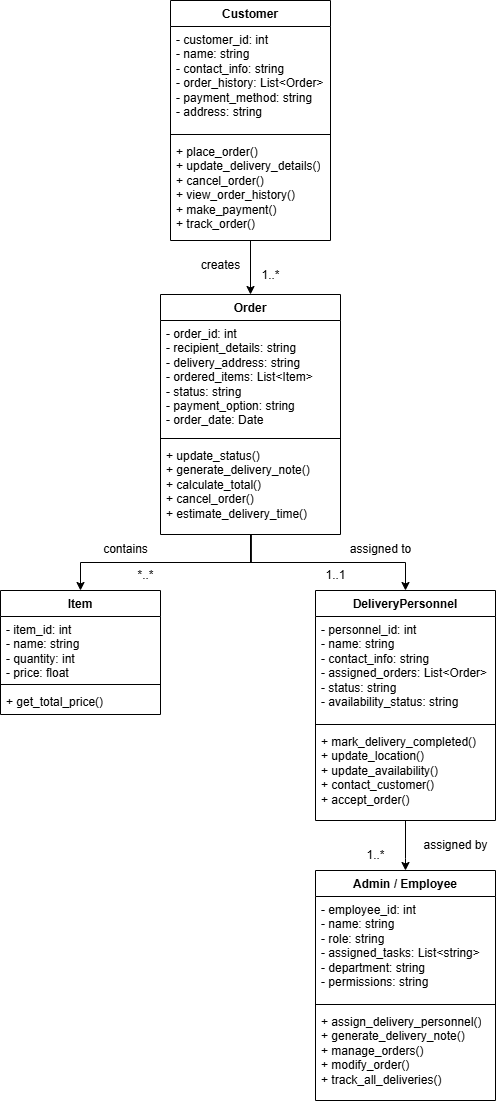 Customer
- customer_id: int
- name: string
- contact_info: string
- order_history: List<Order>
- payment_method: string
- address: string
+ place_order()
+ update_delivery_details()
+ cancel_order()
+ view_order_history()
+ make_payment()
+ track_order()
creates
1..*
Order
- order_id: int
- recipient_details: string
- delivery_address: string
- ordered_items: List<Item>
- status: string
- payment_option: string
- order_date: Date
+ update_status()
+ generate_delivery_note()
+ calculate_total()
+ cancel_order()
+ estimate_delivery_time()
contains
*..*
assigned to
1..1
Item
- item_id: int
- name: string
- quantity: int
- price: float
+ get_total_price()
DeliveryPersonnel
- personnel_id: int
- name: string
- contact_info: string
- assigned_orders: List<Order>
- status: string
- availability_status: string
+ mark_delivery_completed()
+ update_location()
+ update_availability()
+ contact_customer()
+ accept_order()
assigned by
1..*
Admin / Employee
- employee_id: int
- name: string
- role: string
- assigned_tasks: List<string>
- department: string
- permissions: string
+ assign_delivery_personnel()
+ generate_delivery_note()
+ manage_orders()
+ modify_order()
+ track_all_deliveries()